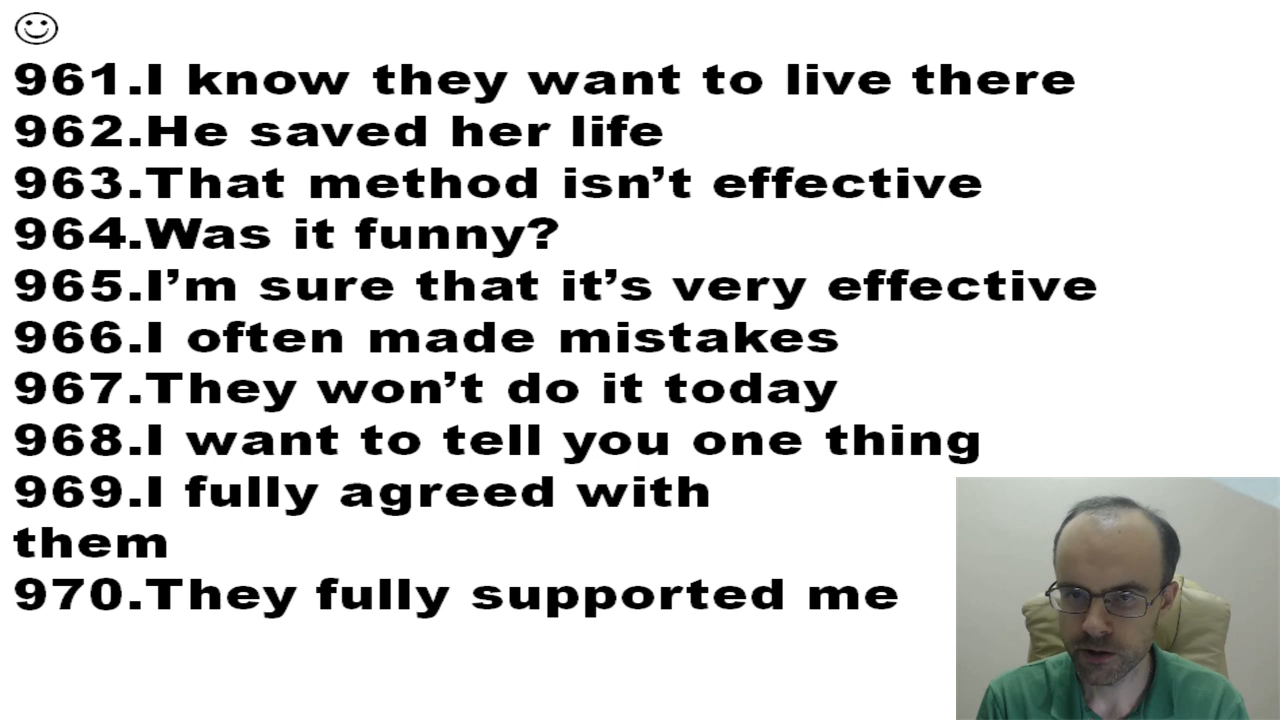 961.I know they want to live there
962.He saved her life
963.That method isn’t effective
964.Was it funny?
965.I’m sure that it’s very effective
966.I often made mistakes
967.They won’t do it today
968.I want to tell you one thing
969.I fully agreed with
them
970.They fully supported me